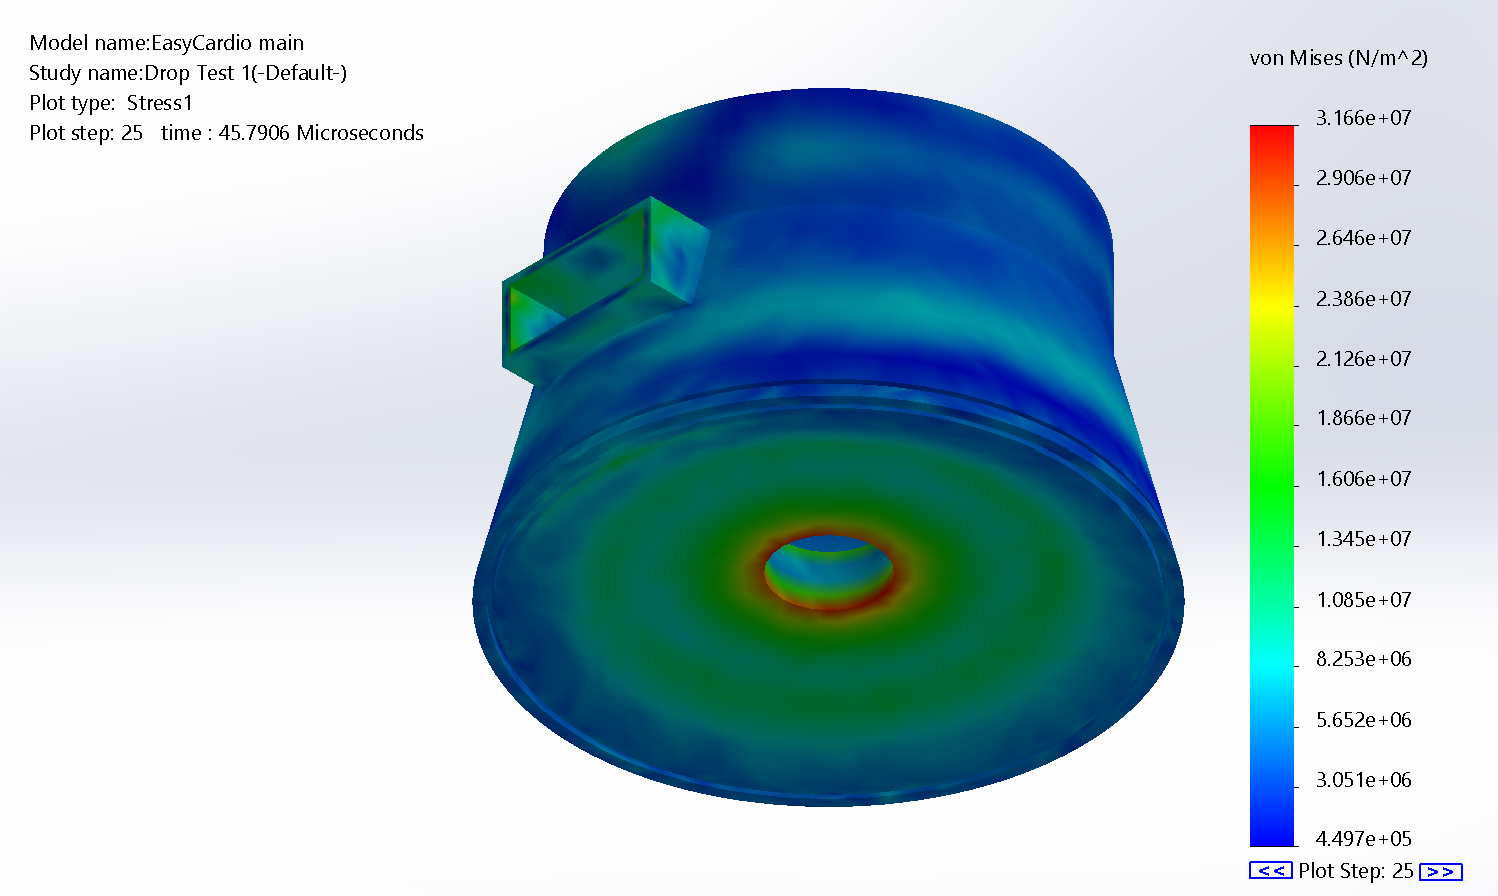 Model name:EasyCardio main
Study name:Drop Test 1(-Default-)
Plot type:  Stress1
Plot step: 25   time : 45.7906 Microseconds
von Mises (N/m^2)
3.166e+07
2.906e+07
2.646e+07
2.386e+07
2.126e+07
1.866e+07
1.606e+07
1.345e+07
1.085e+07
8.253e+06
5.652e+06
3.051e+06
4.497e+05
<< Plot Step: 25 >>